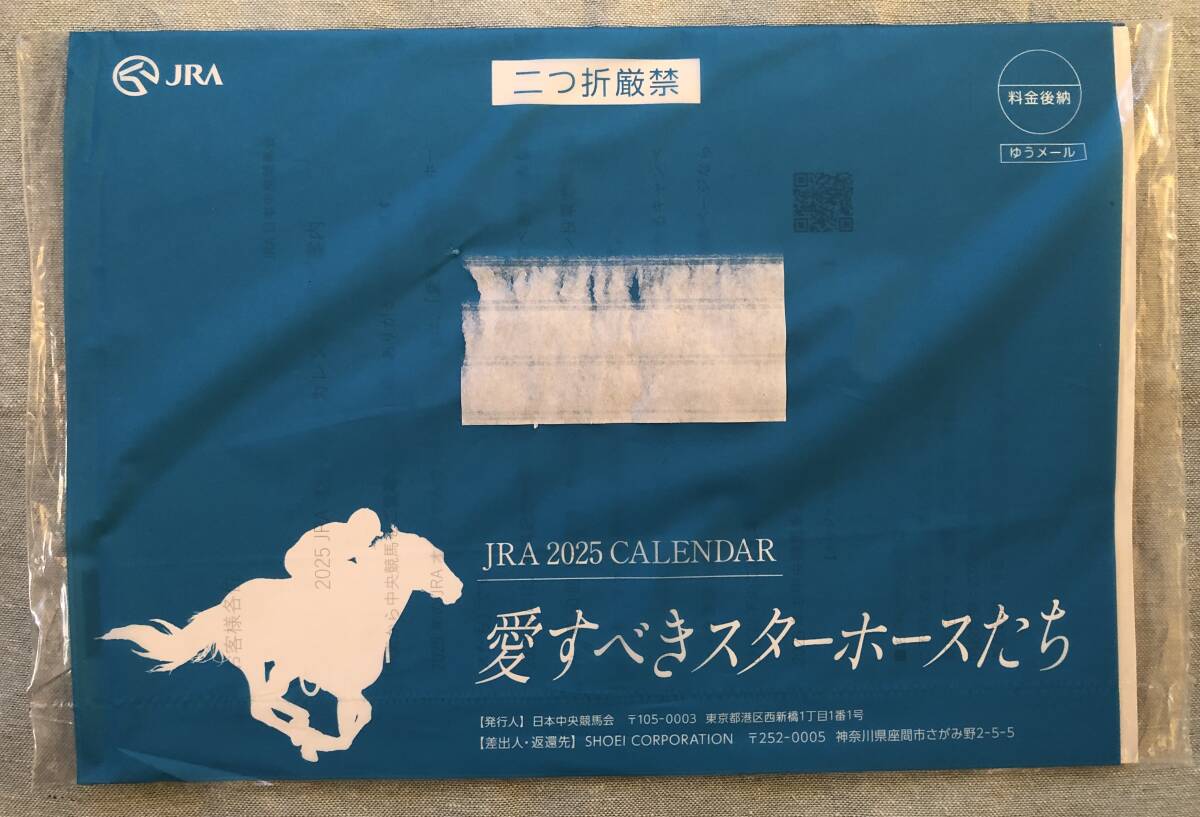 JRA
二つ折厳禁
料金後納
ゆうメール
JRA 2025 CALENDAR
愛すべきスターホースたち
【発行人】日本中央競馬会 〒105-0003 東京都港区西新橋1丁目1番1号
【差出人・返還先】SHOEI CORPORATION 〒252-0005 神奈川県座間市さがみ野2-5-5